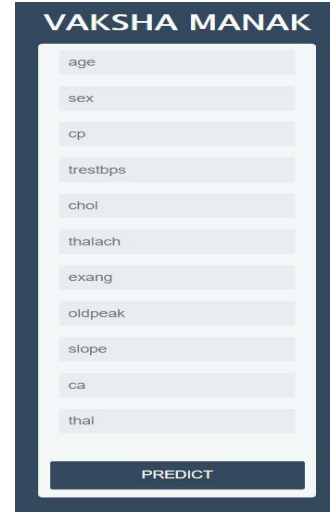 VAKSHA MANAK
age
sex
cp
trestbps
chol
thalach
exang
oldpeak
slope
ca
thal
PREDICT